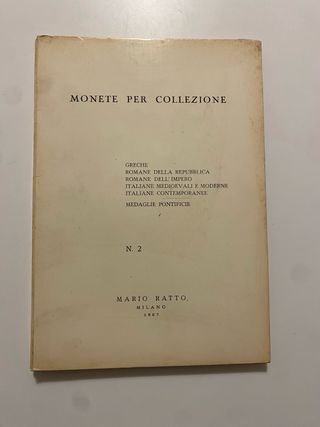 MONETE PER COLLEZIONE
GRECHE
ROMANE DELLA REPUBBLICA
ROMANE DELL'IMPERO
ITALIANE MEDIOEVALI E MODERNE
ITALIANE CONTEMPORANEE
MEDAGLIE PONTIFICIE
N. 2
MARIO RATTO
MILANO
1967